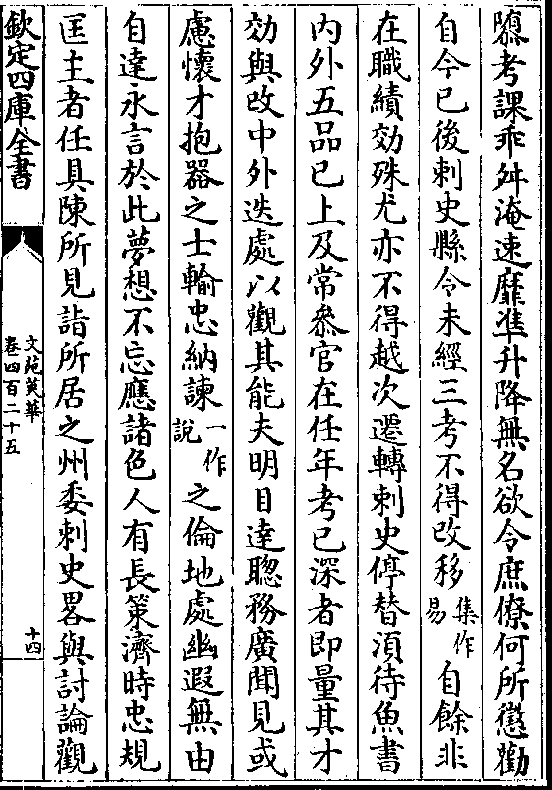 隳考課乖舛淹速靡準升降無名欲令庶僚何所懲勸
自今已後刺史縣令未經三考不得改移集作易自餘非
在職績效殊尤亦不得越次遷轉刺史停替湏待魚書
内外五品已上及常叅官在任年考已深者即量其才
効與改中外迭處以觀其能夫明目達聰務廣聞見或
慮懷才抱器之士輸忠納諫一作說之倫地處幽遐無由
自達永言於此夢想不忘應諸色人有長策濟時忠規
匡主者任具陳所見詣所居之州委刺史畧與討論觀
欽定四庫全書
文苑英華
卷四百二十五
十四